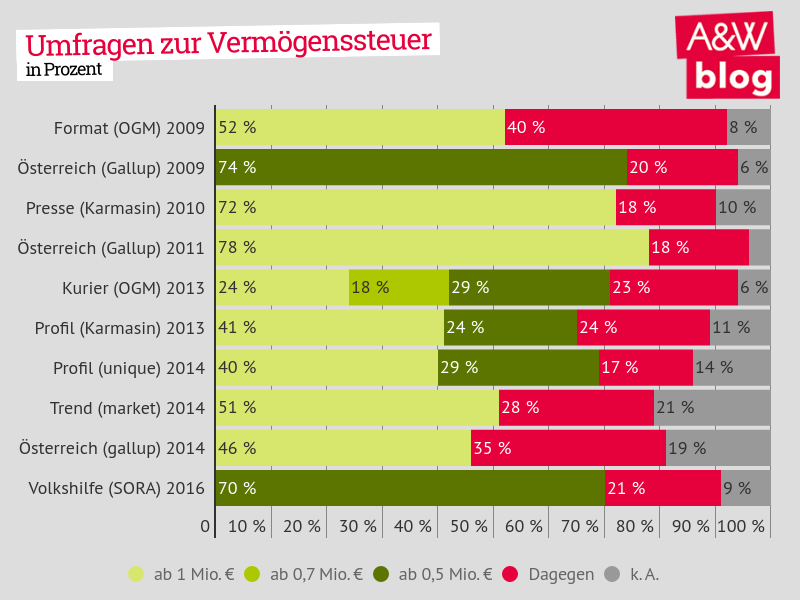 Umfragen zur Vermögenssteuer
in Prozent
A&W
blog
Format (OGM) 2009 52 % 40 % 8 %
Österreich (Gallup) 2009 74 % 20 % 6 %
Presse (Karmasin) 2010 72 % 18 % 10 %
Österreich (Gallup) 2011 78 % 18 %
Kurier (OGM) 2013 24 % 18 % 29 % 23 % 6 %
Profil (Karmasin) 2013 41 % 24 % 24 % 11 %
Profil (unique) 2014 40 % 29 % 17 % 14 %
Trend (market) 2014 51 % 28 % 21 %
Österreich (gallup) 2014 46 % 35 % 19 %
Volkshilfe (SORA) 2016 70 % 21 % 9 %
0 10 % 20 % 30 % 40 % 50 % 60 % 70 % 80 % 90 % 100 %
ab 1 Mio. € ab 0,7 Mio. € ab 0,5 Mio. € Dagegen k. A.